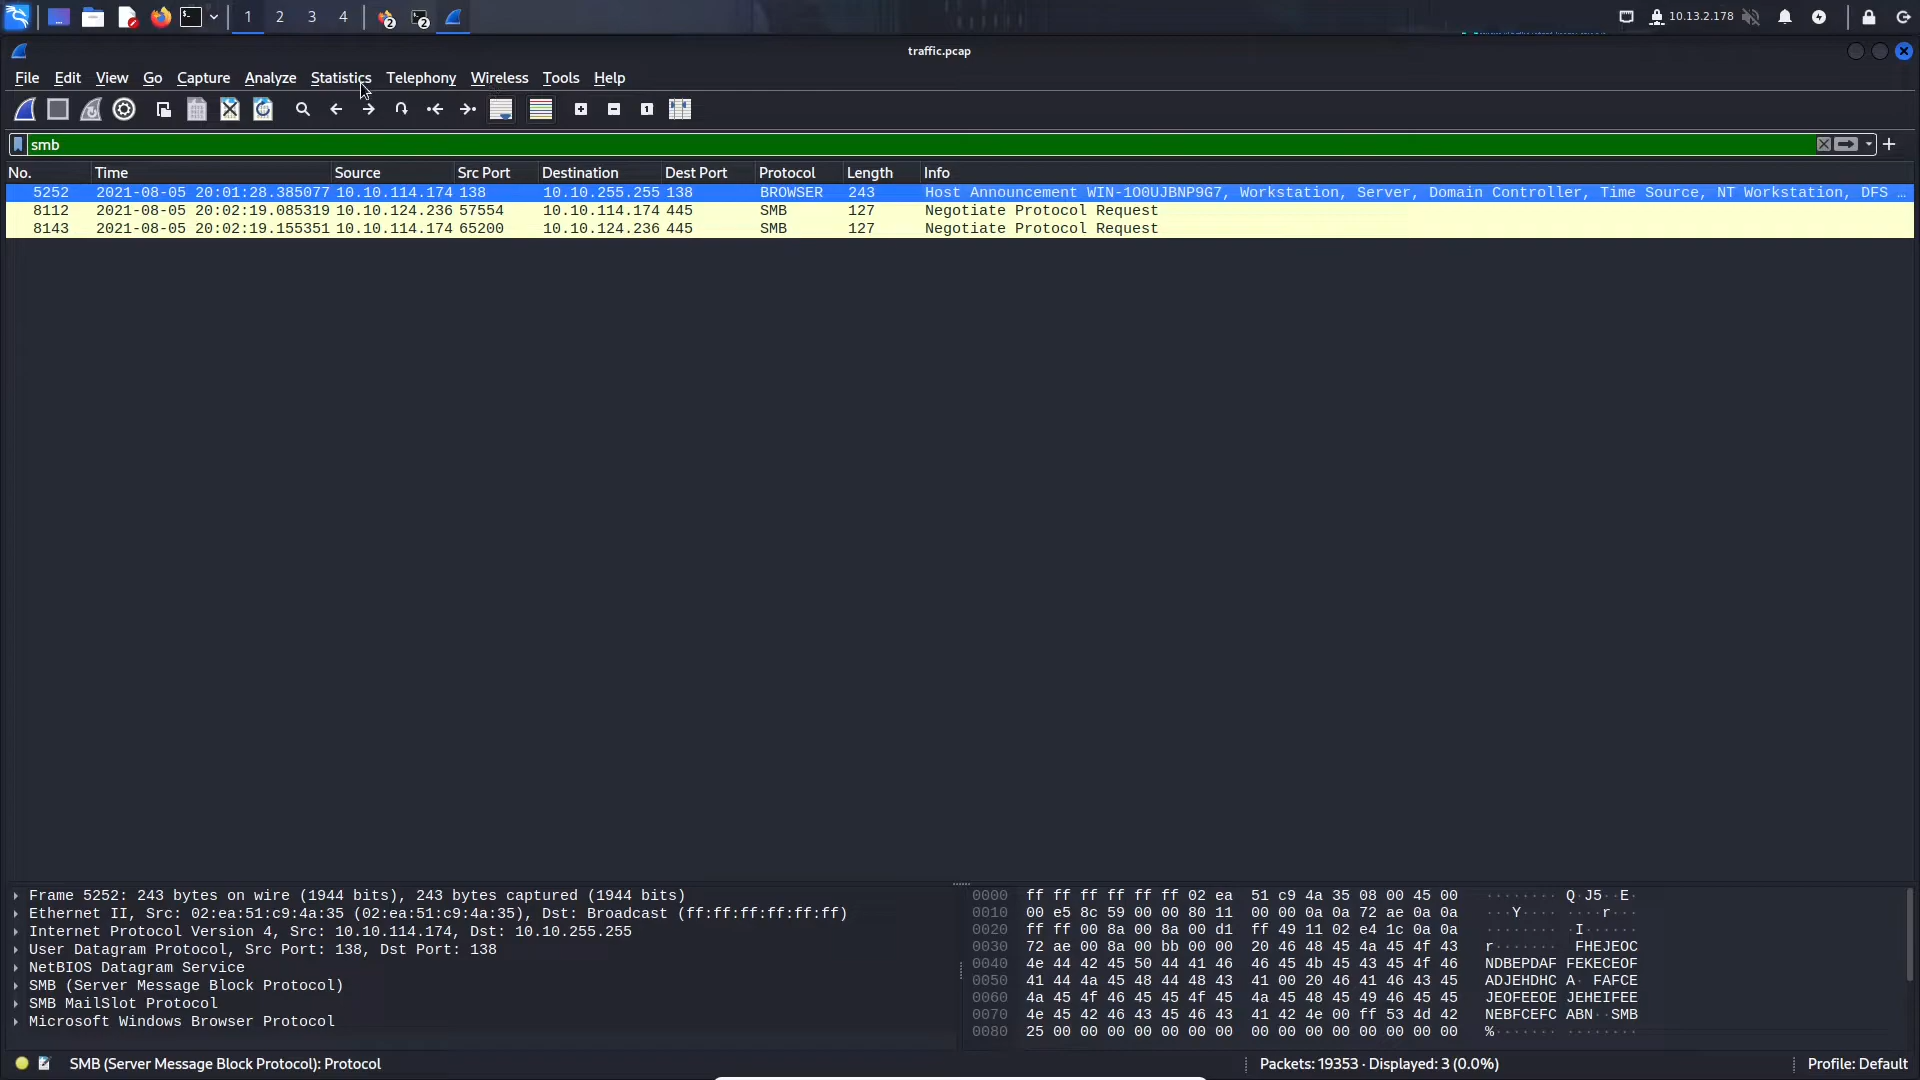 1 2 3 4 2 2 10.13.2.178
traffic.pcap
File Edit View Go Capture Analyze Statistics Telephony Wireless Tools Help
smb
No. Time Source Src Port Destination Dest Port Protocol Length Info
5252 2021-08-05 20:01:28.385077 10.10.114.174 138 10.10.255.255 138 BROWSER 243 Host Announcement WIN-1O0UJBNP9G7, Workstation, Server, Domain Controller, Time Source, NT Workstation, DFS …
8112 2021-08-05 20:02:19.085319 10.10.124.236 57554 10.10.114.174 445 SMB 127 Negotiate Protocol Request
8143 2021-08-05 20:02:19.155351 10.10.114.174 65200 10.10.124.236 445 SMB 127 Negotiate Protocol Request
Frame 5252: 243 bytes on wire (1944 bits), 243 bytes captured (1944 bits)
Ethernet II, Src: 02:ea:51:c9:4a:35 (02:ea:51:c9:4a:35), Dst: Broadcast (ff:ff:ff:ff:ff:ff)
Internet Protocol Version 4, Src: 10.10.114.174, Dst: 10.10.255.255
User Datagram Protocol, Src Port: 138, Dst Port: 138
NetBIOS Datagram Service
SMB (Server Message Block Protocol)
SMB MailSlot Protocol
Microsoft Windows Browser Protocol
0000 ff ff ff ff ff ff 02 ea 51 c9 4a 35 08 00 45 00 ········ Q·J5··E·
0010 00 e5 8c 59 00 00 80 11 00 00 0a 0a 72 ae 0a 0a ···Y···· ····r···
0020 ff ff 00 8a 00 8a 00 d1 ff 49 11 02 e4 1c 0a 0a ········ ·I······
0030 72 ae 00 8a 00 bb 00 00 20 46 48 45 4a 45 4f 43 r······· FHEJEOC
0040 4e 44 42 45 50 44 41 46 46 45 4b 45 43 45 4f 46 NDBEPDAF FEKECEOF
0050 41 44 4a 45 48 44 48 43 41 00 20 46 41 46 43 45 ADJEHDHC A· FAFCE
0060 4a 45 4f 46 45 45 4f 45 4a 45 48 45 49 46 45 45 JEOFEEOE JEHEIFEE
0070 4e 45 42 46 43 45 46 43 41 42 4e 00 ff 53 4d 42 NEBFCEFC ABN··SMB
0080 25 00 00 00 00 00 00 00 00 00 00 00 00 00 00 00 %······· ········
SMB (Server Message Block Protocol): Protocol Packets: 19353 · Displayed: 3 (0.0%) Profile: Default